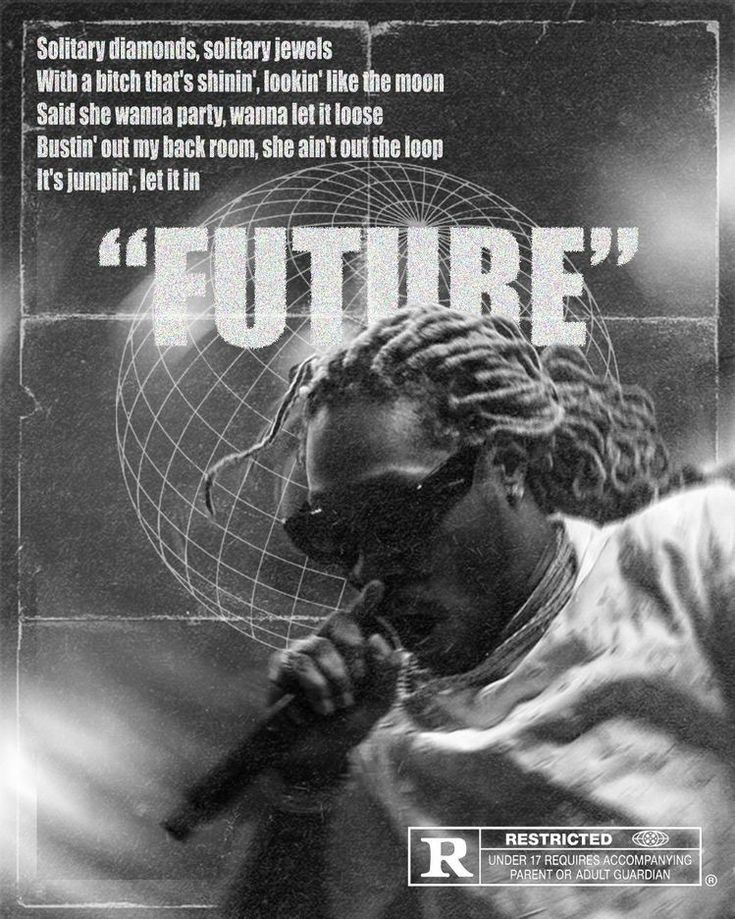 Solitary diamonds, solitary jewels
With a bitch that's shinin', lookin' like the moon
Said she wanna party, wanna let it loose
Bustin' out my back room, she ain't out the loop
It's jumpin', let it in
“FUTURE”
R
RESTRICTED
UNDER 17 REQUIRES ACCOMPANYING
PARENT OR ADULT GUARDIAN
®